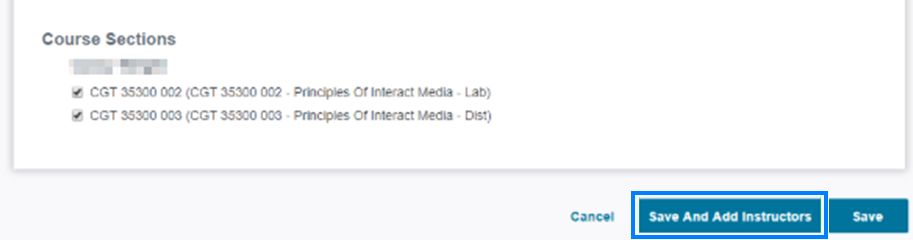 Course Sections
CGT 35300 002 (CGT 35300 002 - Principles Of Interact Media - Lab)
CGT 35300 003 (CGT 35300 003 - Principles Of Interact Media - Dist)
Cancel Save And Add Instructors Save